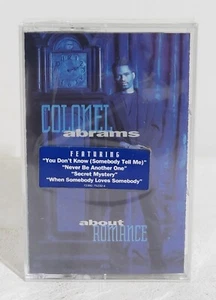 COLONEL
abrams
FEATURING
"You Don't Know (Somebody Tell Me)"
"Never Be Another One"
"Secret Mystery"
"When Somebody Loves Somebody"
about
ROMANCE